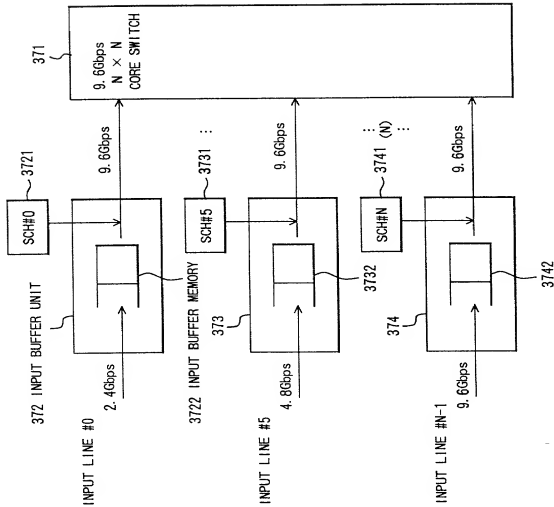 371
9.6Gbps
N × N
CORE SWITCH
3721
SCH#0
9.6Gbps
372 INPUT BUFFER UNIT
2.4Gbps
INPUT LINE #0
3722 INPUT BUFFER MEMORY
...
3731
SCH#5
9.6Gbps
373
4.8Gbps
INPUT LINE #5
3732
...
(N)
...
3741
SCH#N
9.6Gbps
374
9.6Gbps
INPUT LINE #N-1
3742